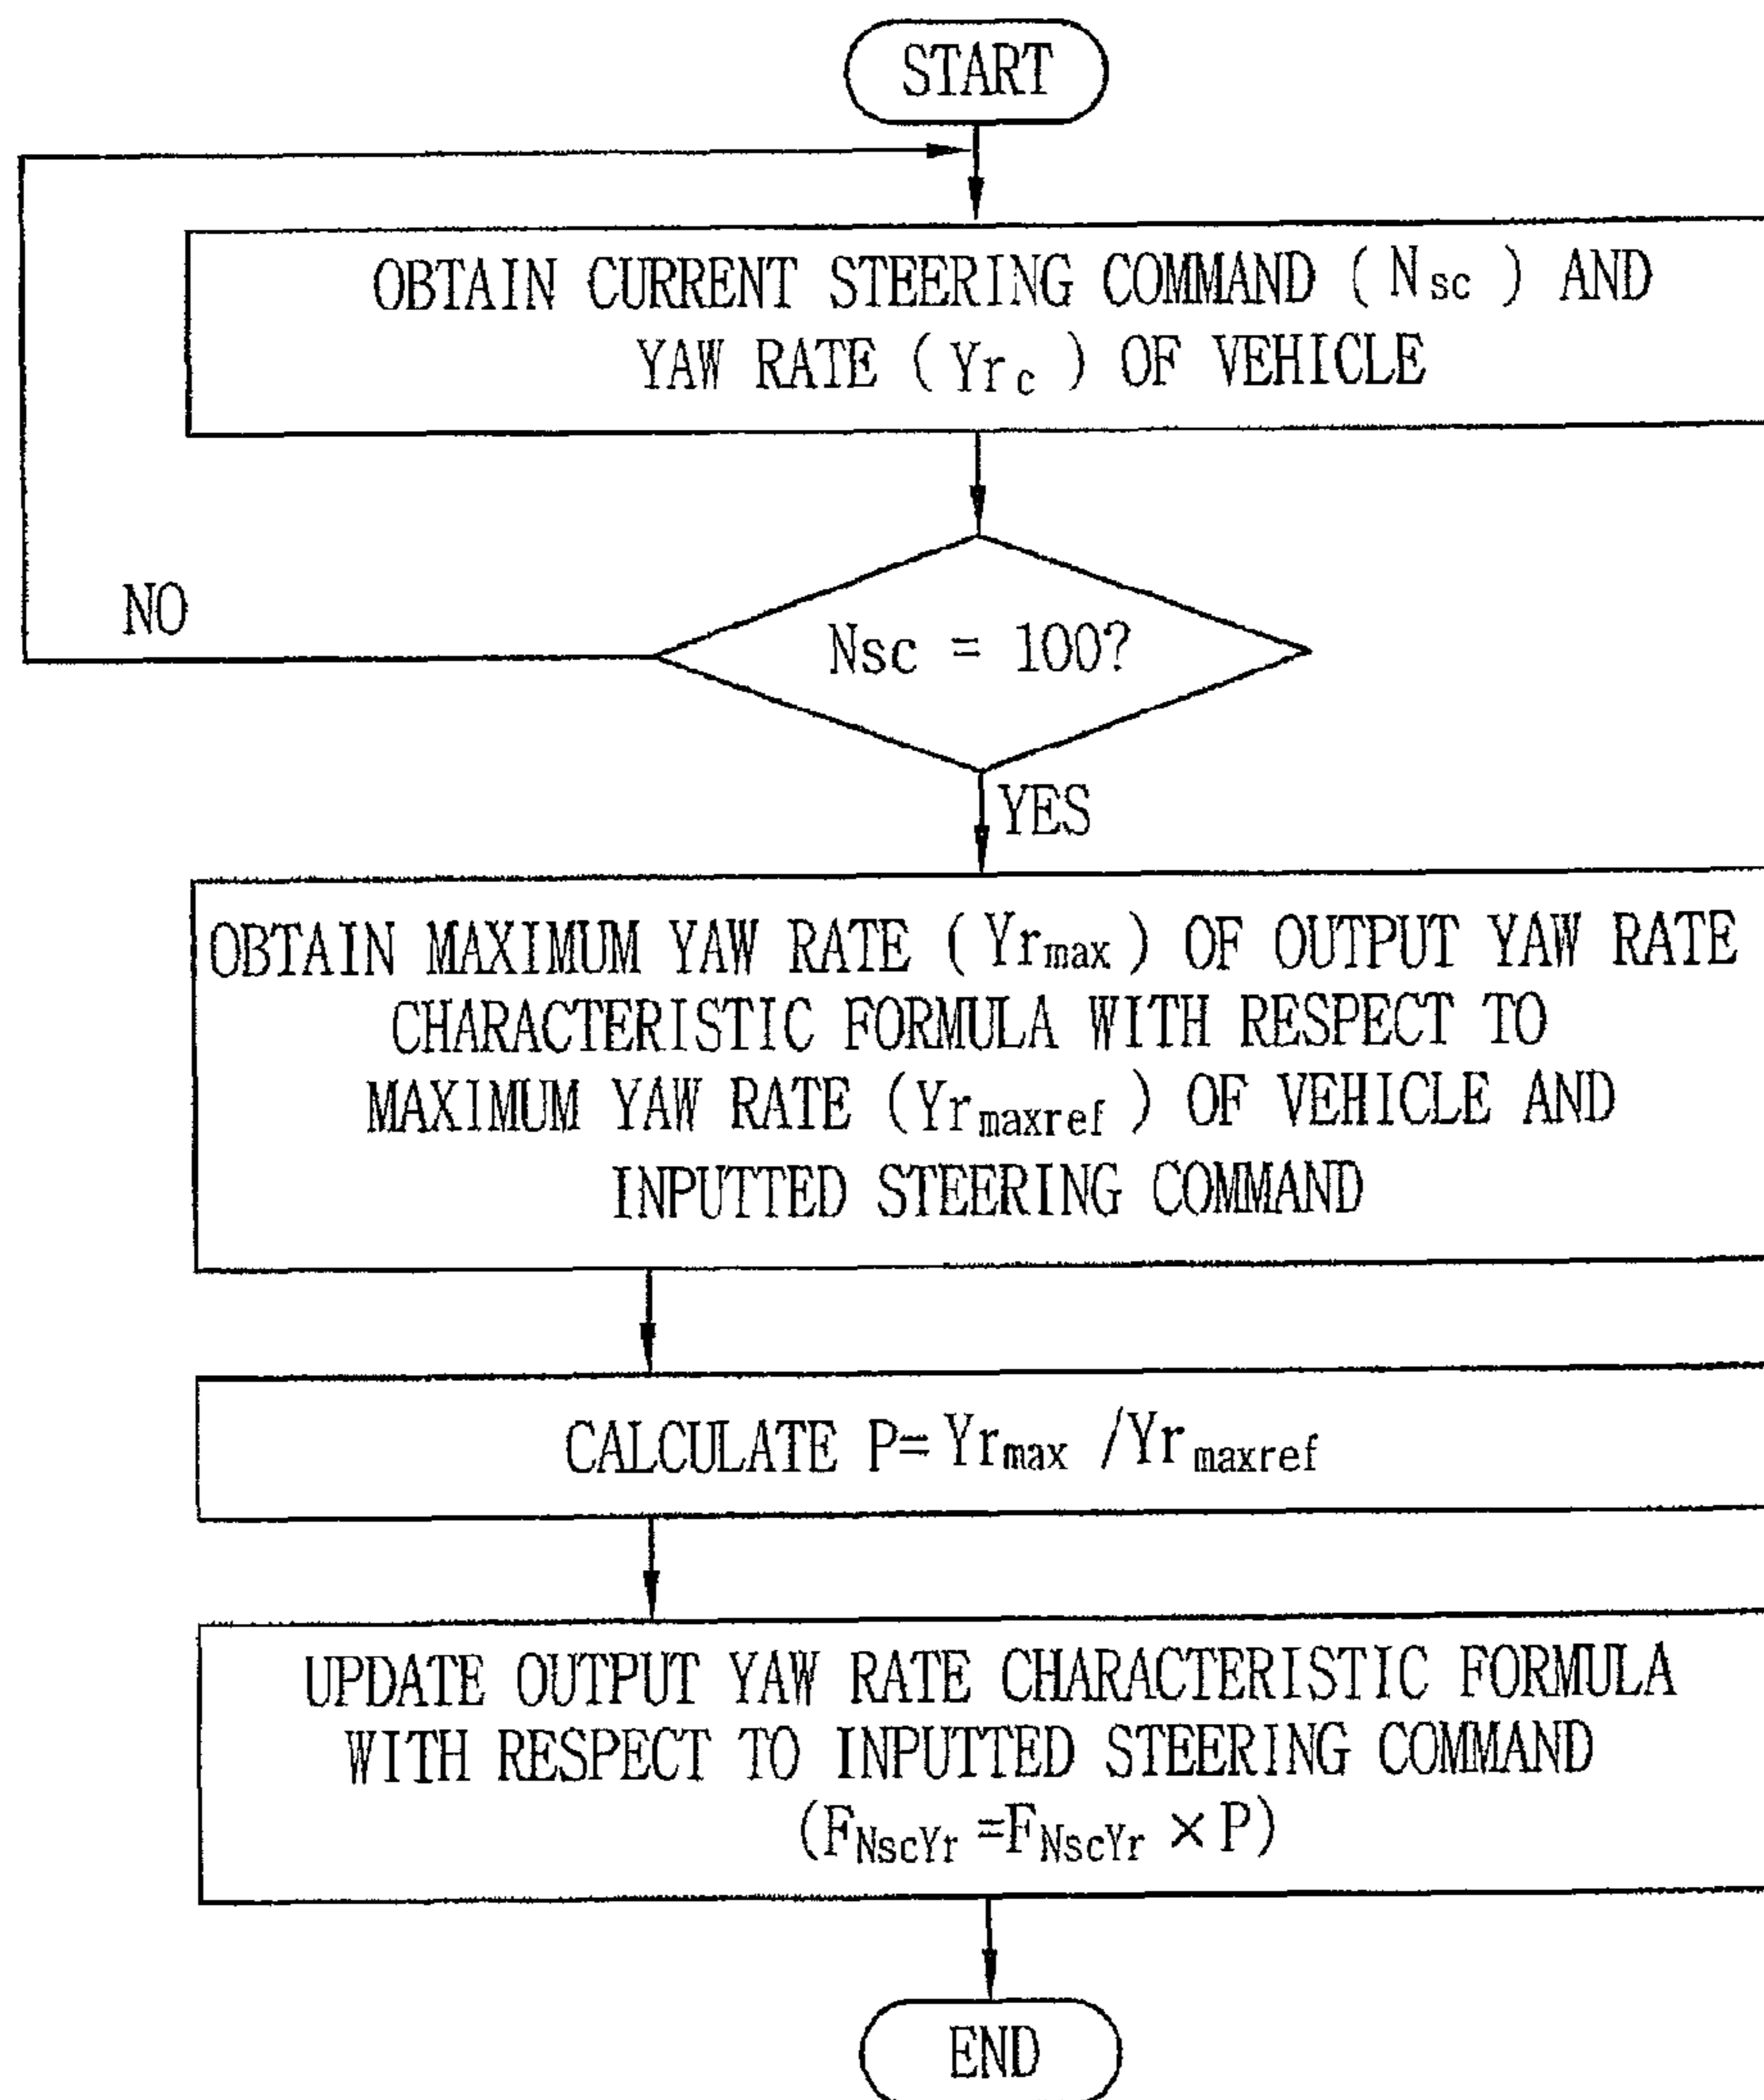 START
OBTAIN CURRENT STEERING COMMAND (Nsc) AND
YAW RATE (Yrc) OF VEHICLE
NO
Nsc = 100?
YES
OBTAIN MAXIMUM YAW RATE (Yrmax) OF OUTPUT YAW RATE
CHARACTERISTIC FORMULA WITH RESPECT TO
MAXIMUM YAW RATE (Yrmaxref) OF VEHICLE AND
INPUTTED STEERING COMMAND
CALCULATE P=Yrmax /Yrmaxref
UPDATE OUTPUT YAW RATE CHARACTERISTIC FORMULA
WITH RESPECT TO INPUTTED STEERING COMMAND
(FNscYr =FNscYr × P)
END